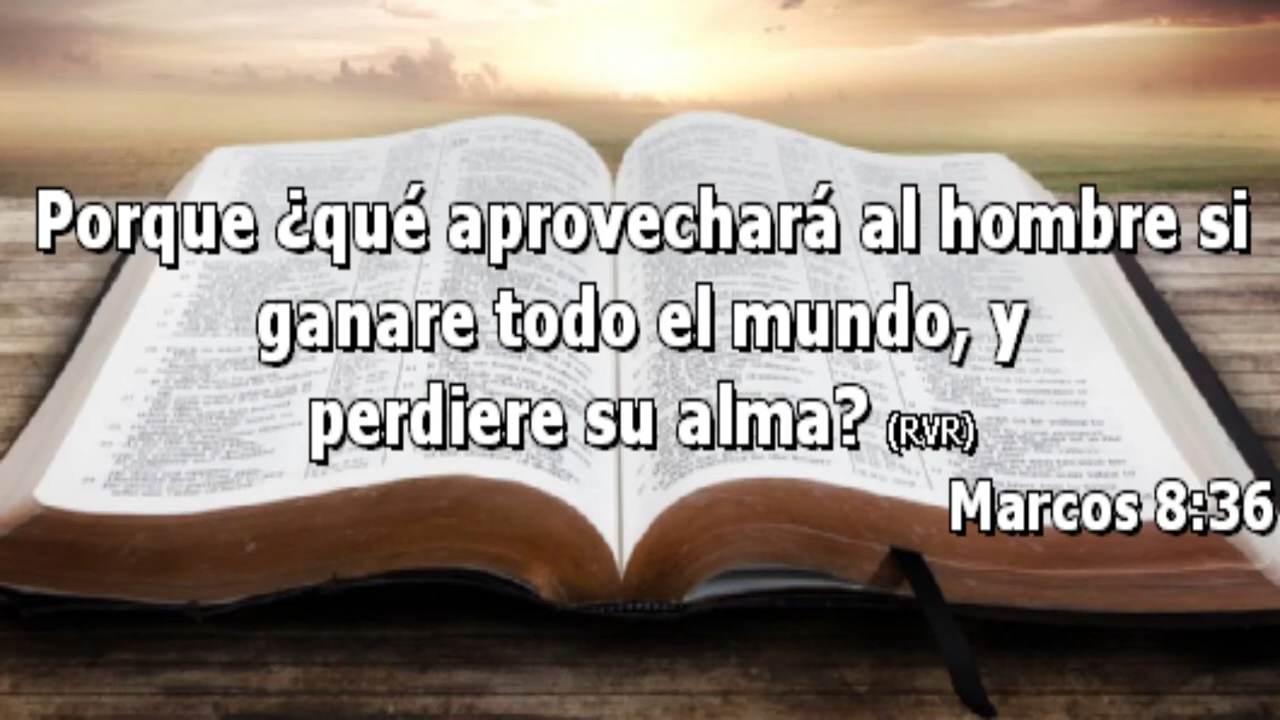 Porque ¿qué aprovechará al hombre si
ganare todo el mundo, y
perdiere su alma? (RVR)
Marcos 8:36